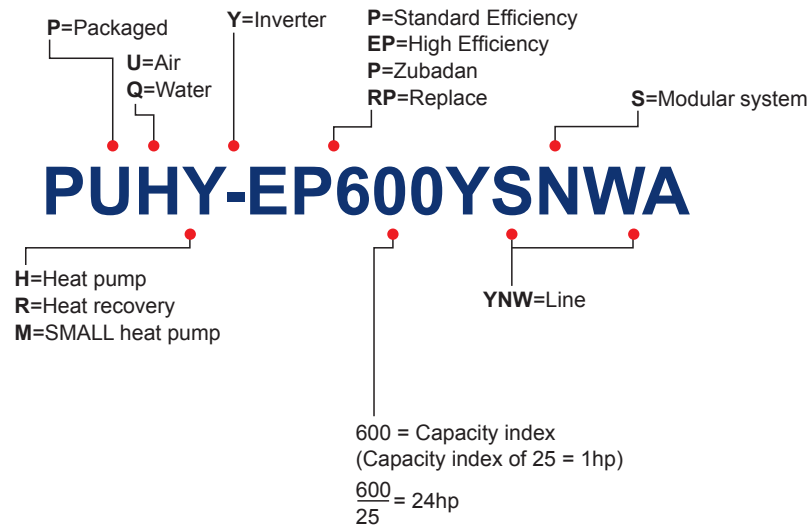 P=Packaged
U=Air
Q=Water
Y=Inverter
P=Standard Efficiency
EP=High Efficiency
P=Zubadan
RP=Replace
S=Modular system
PUHY-EP600YSNWA
H=Heat pump
R=Heat recovery
M=SMALL heat pump
YNW=Line
600 = Capacity index
(Capacity index of 25 = 1hp)
600
25
= 24hp